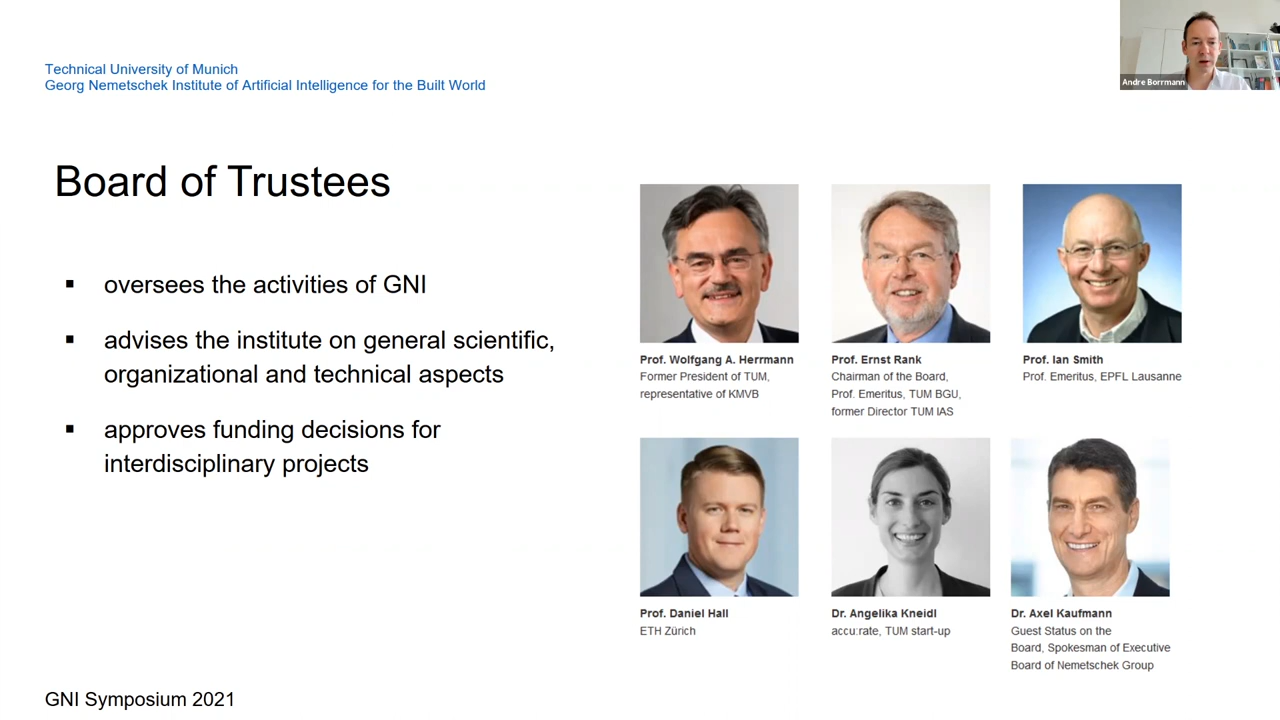 Technical University of Munich
Georg Nemetschek Institute of Artificial Intelligence for the Built World
Andre Borrmann
Board of Trustees
▪ oversees the activities of GNI
▪ advises the institute on general scientific,
organizational and technical aspects
▪ approves funding decisions for
interdisciplinary projects
Prof. Wolfgang A. Herrmann
Former President of TUM,
representative of KMVB
Prof. Ernst Rank
Chairman of the Board,
Prof. Emeritus, TUM BGU,
former Director TUM IAS
Prof. Ian Smith
Prof. Emeritus, EPFL Lausanne
Prof. Daniel Hall
ETH Zürich
Dr. Angelika Kneidl
accu:rate, TUM start-up
Dr. Axel Kaufmann
Guest Status on the
Board, Spokesman of Executive
Board of Nemetschek Group
GNI Symposium 2021